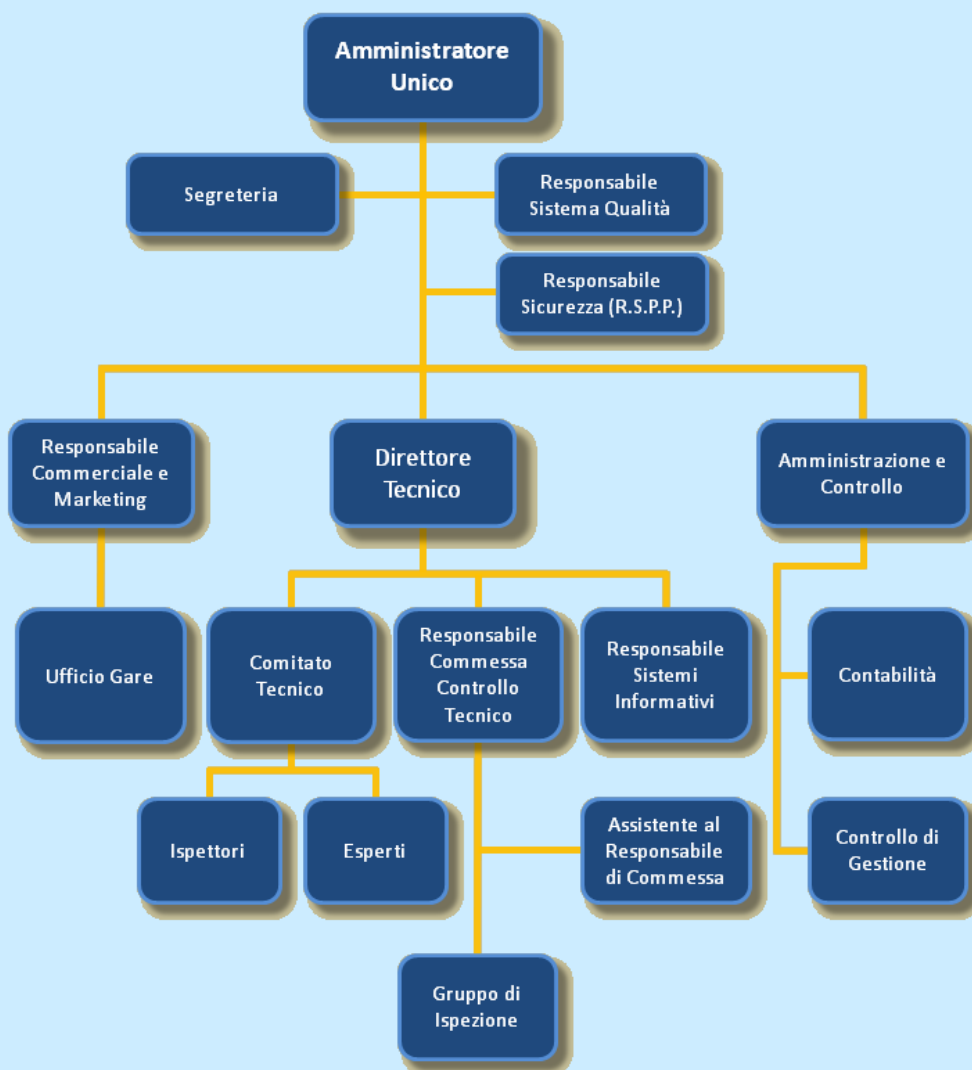 Amministratore
Unico
Segreteria
Responsabile
Sistema Qualità
Responsabile
Sicurezza (R.S.P.P.)
Responsabile
Commerciale e
Marketing
Direttore
Tecnico
Amministrazione e
Controllo
Ufficio Gare
Comitato
Tecnico
Responsabile
Commessa
Controllo
Tecnico
Responsabile
Sistemi
Informativi
Contabilità
Ispettori
Esperti
Assistente al
Responsabile
di Commessa
Controllo di
Gestione
Gruppo di
Ispezione